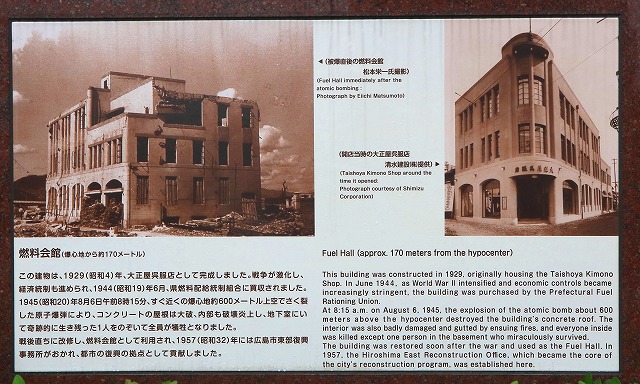 ◀(被爆直後の燃料会館
松本栄一氏撮影)
(Fuel Hall immediately after the
atomic bombing :
Photograph by Eiichi Matsumoto)
(開店当時の大正屋呉服店
清水建設㈱提供)▶
(Taishoya Kimono Shop around the
time it opened:
Photograph courtesy of Shimizu
Corporation)
燃料会館(爆心地から約170メートル)
この建物は、1929(昭和4)年、大正屋呉服店として完成しました。戦争が激化し、
経済統制も進められ、1944(昭和19)年6月、県燃料配給統制組合に買収されました。
1945(昭和20)年8月6日午前8時15分、すぐ近くの爆心地約600メートル上空でさく裂
した原子爆弾により、コンクリートの屋根は大破、内部も破壊炎上し、地下室にい
て奇跡的に生き残った1人をのぞいて全員が犠牲となりました。
戦後直ちに改修し、燃料会館として利用され、1957(昭和32)年には広島市東部復興
事務所がおかれ、都市の復興の拠点として貢献しました。
Fuel Hall (approx. 170 meters from the hypocenter)
This building was constructed in 1929, originally housing the Taishoya Kimono
Shop. In June 1944, as World War II intensified and economic controls became
increasingly stringent, the building was purchased by the Prefectural Fuel
Rationing Union.
At 8:15 a.m. on August 6, 1945, the explosion of the atomic bomb about 600
meters above the hypocenter destroyed the building's concrete roof. The
interior was also badly damaged and gutted by ensuing fires, and everyone inside
was killed except one person in the basement who miraculously survived.
The building was restored soon after the war and used as the Fuel Hall. In
1957, the Hiroshima East Reconstruction Office, which became the core of
the city's reconstruction program, was established here.